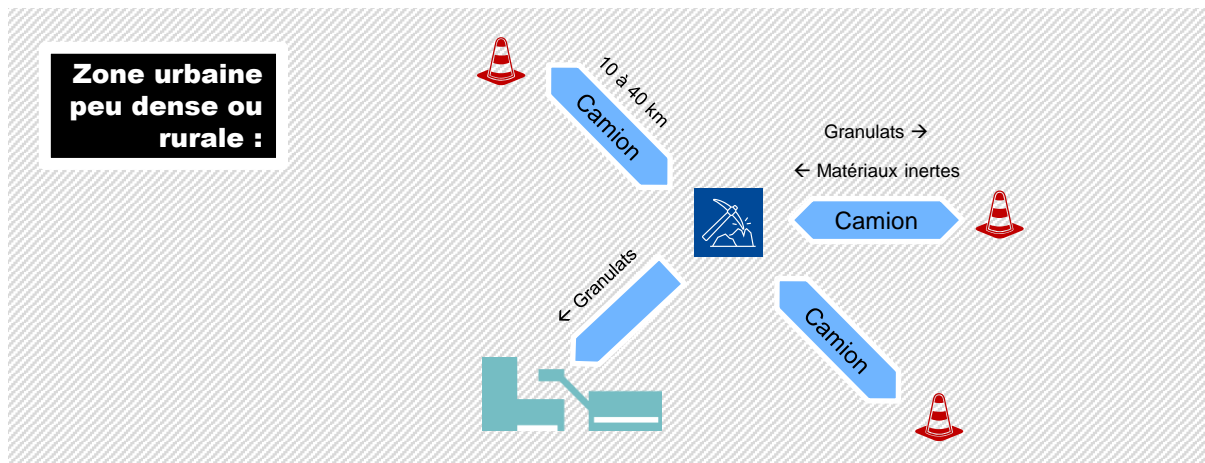 Zone urbaine
peu dense ou
rurale :
10 à 40 km
Camion
Granulats →
← Matériaux inertes
Camion
← Granulats
Camion